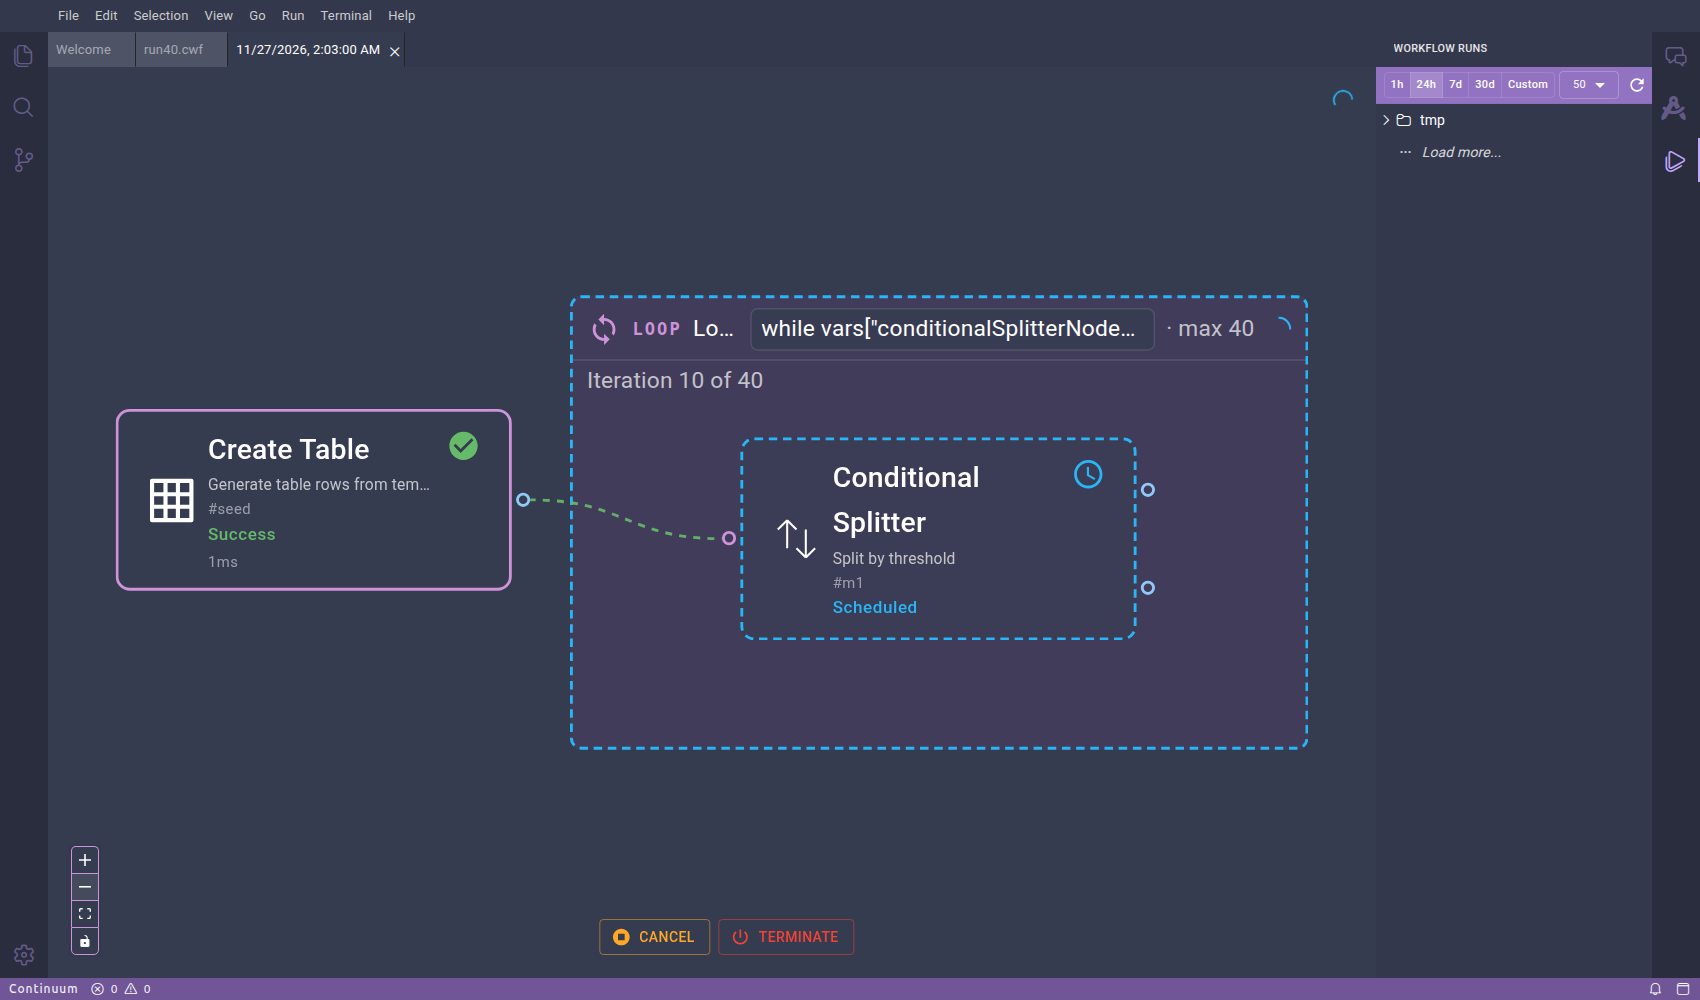 File Edit Selection View Go Run Terminal Help
Welcome run40.cwf 11/27/2026, 2:03:00 AM
WORKFLOW RUNS
1h 24h 7d 30d Custom 50
tmp
Load more...
LOOP Lo... while vars["conditionalSplitterNode... · max 40
Iteration 10 of 40
Create Table
Generate table rows from tem...
#seed
Success
1ms
Conditional
Splitter
Split by threshold
#m1
Scheduled
CANCEL TERMINATE
Continuum 0 0